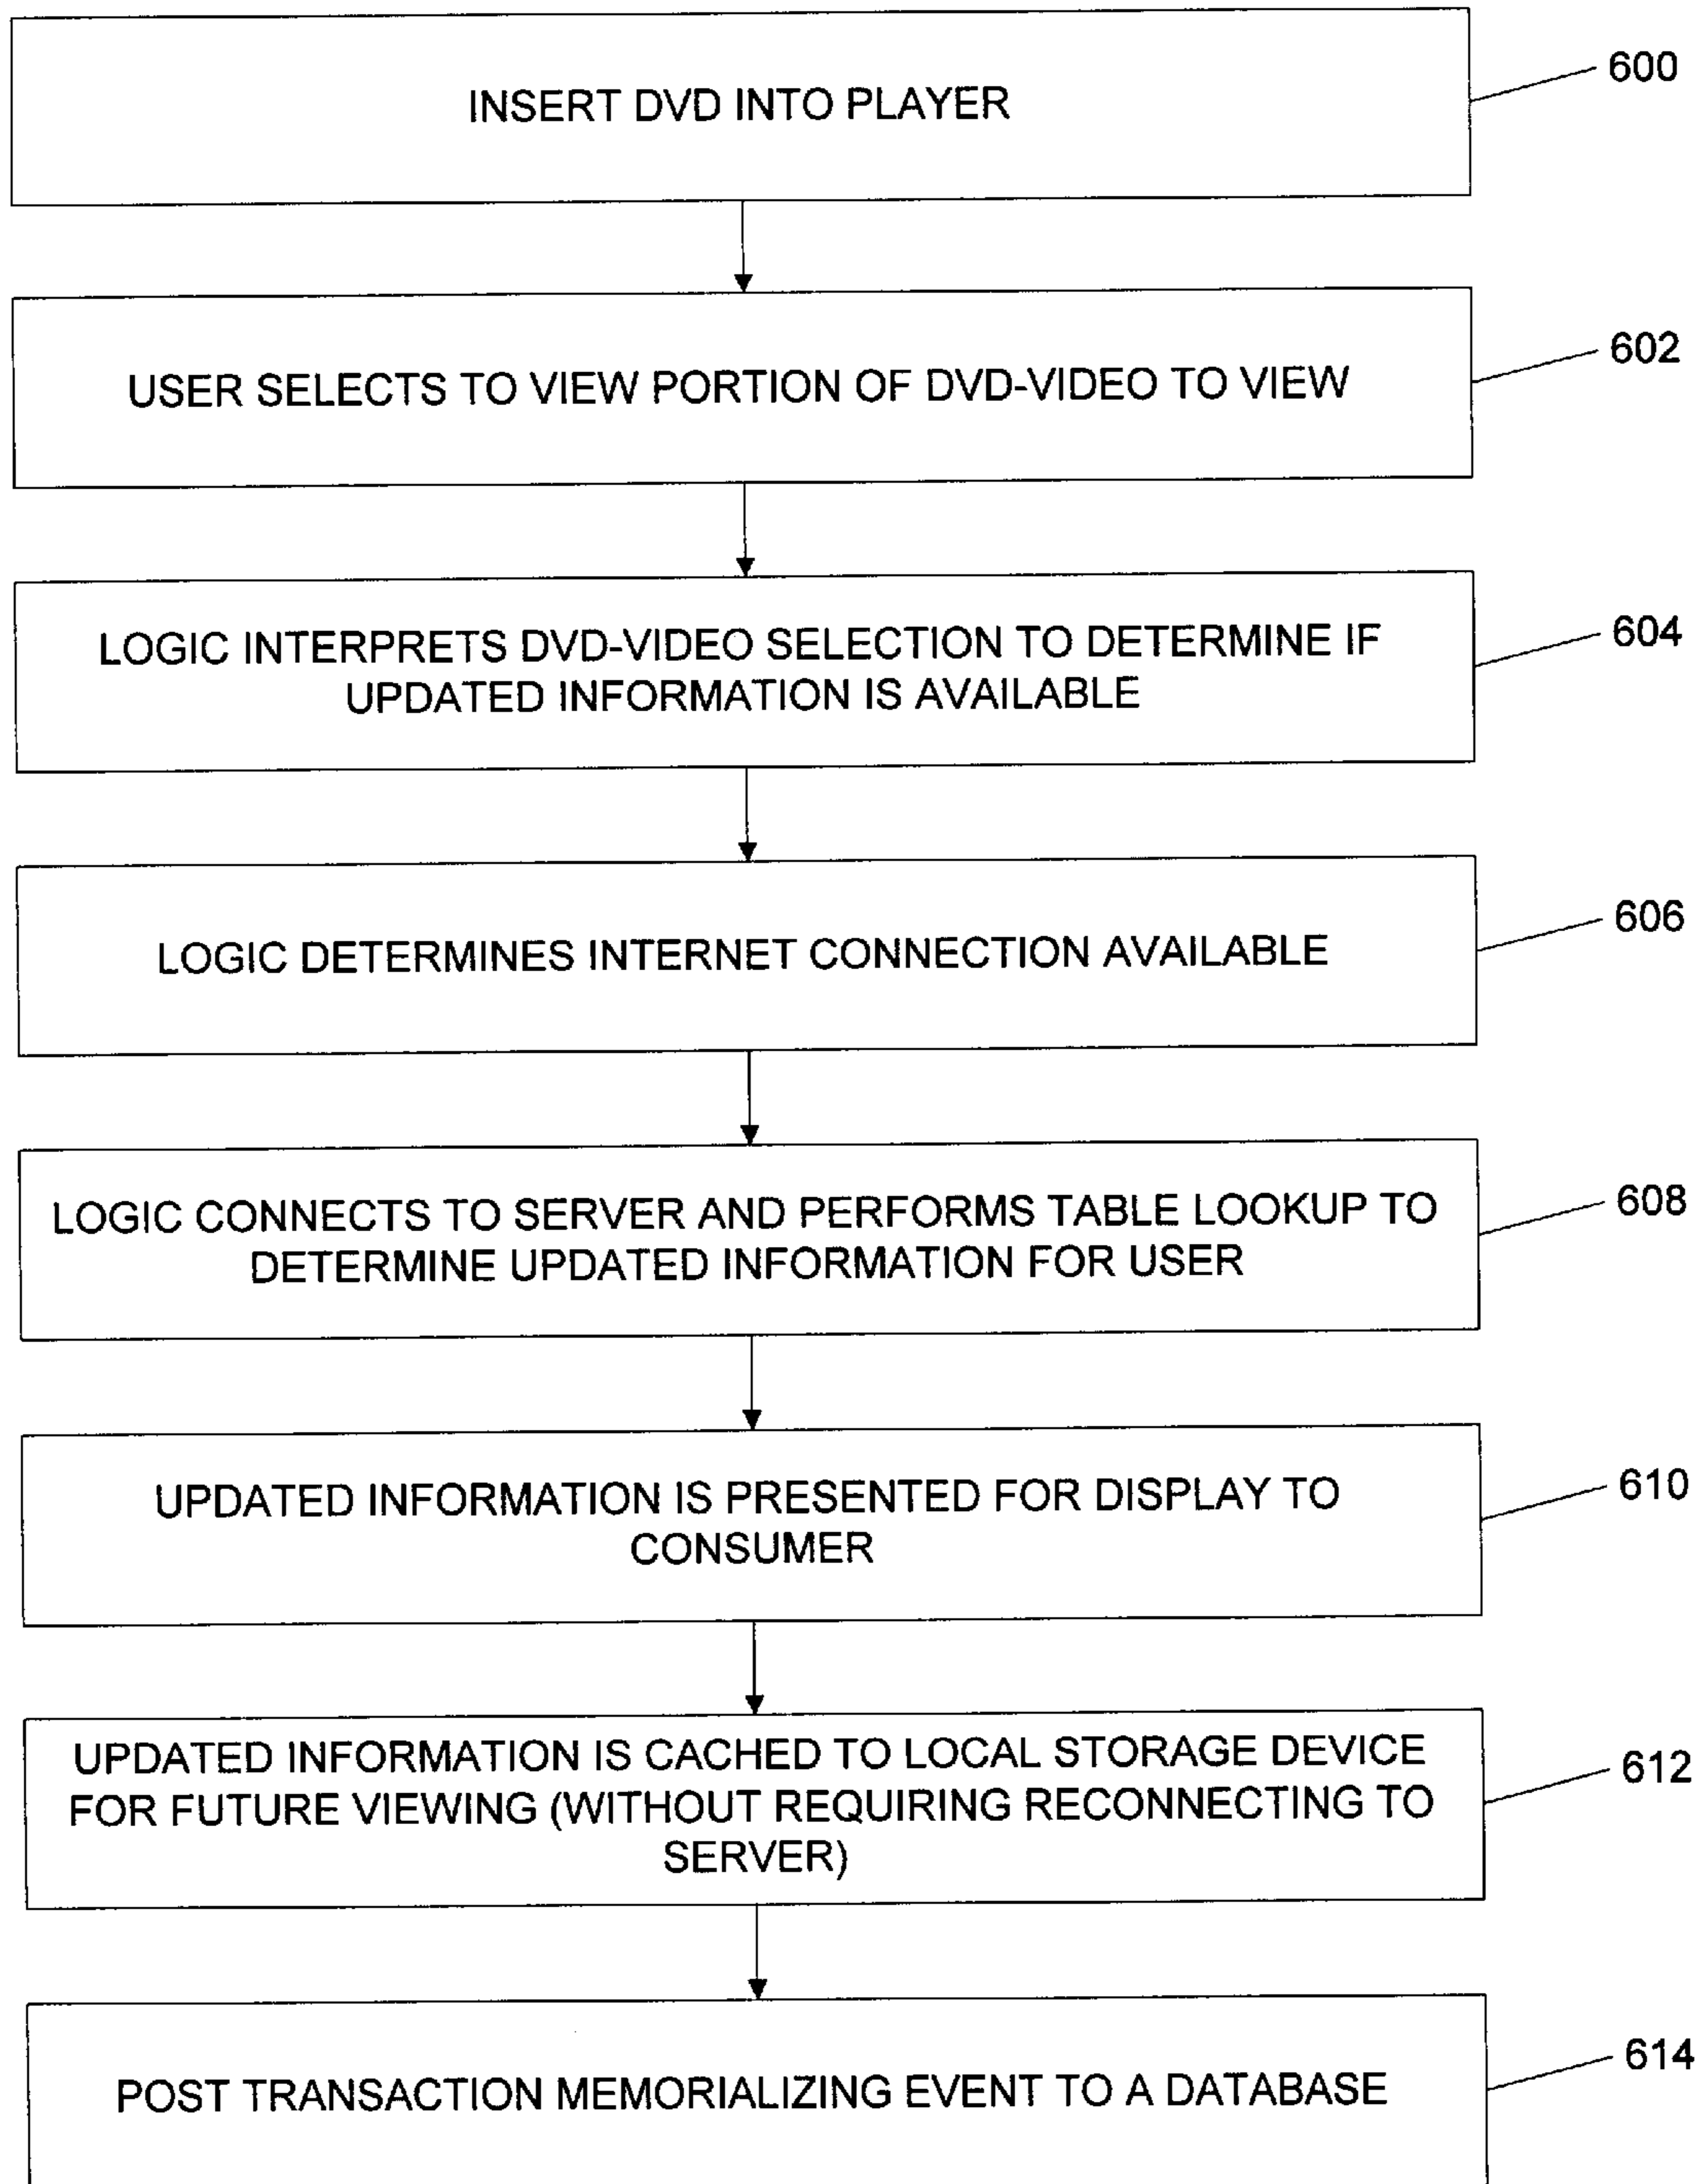 INSERT DVD INTO PLAYER
600
USER SELECTS TO VIEW PORTION OF DVD-VIDEO TO VIEW
602
LOGIC INTERPRETS DVD-VIDEO SELECTION TO DETERMINE IF
UPDATED INFORMATION IS AVAILABLE
604
LOGIC DETERMINES INTERNET CONNECTION AVAILABLE
606
LOGIC CONNECTS TO SERVER AND PERFORMS TABLE LOOKUP TO
DETERMINE UPDATED INFORMATION FOR USER
608
UPDATED INFORMATION IS PRESENTED FOR DISPLAY TO
CONSUMER
610
UPDATED INFORMATION IS CACHED TO LOCAL STORAGE DEVICE
FOR FUTURE VIEWING (WITHOUT REQUIRING RECONNECTING TO
SERVER)
612
POST TRANSACTION MEMORIALIZING EVENT TO A DATABASE
614